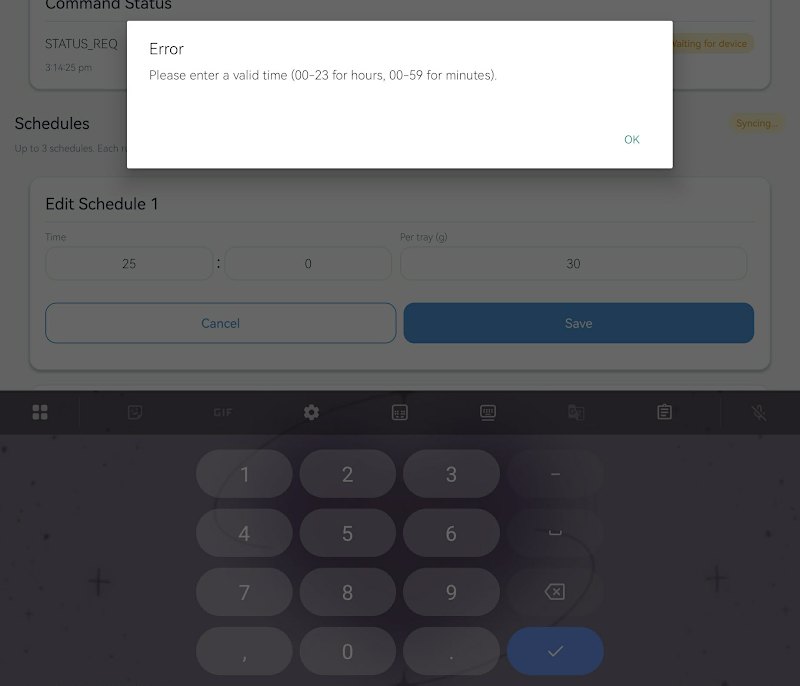 Command Status
Error
STATUS_REQ
Waiting for device
Please enter a valid time (00-23 for hours, 00-59 for minutes).
3:14:25 pm
Schedules
Syncing...
OK
Up to 3 schedules. Each
Edit Schedule 1
Time
Per tray (g)
25 : 0
30
Cancel
Save
GIF
1 2 3 -
4 5 6
7 8 9
, 0 .